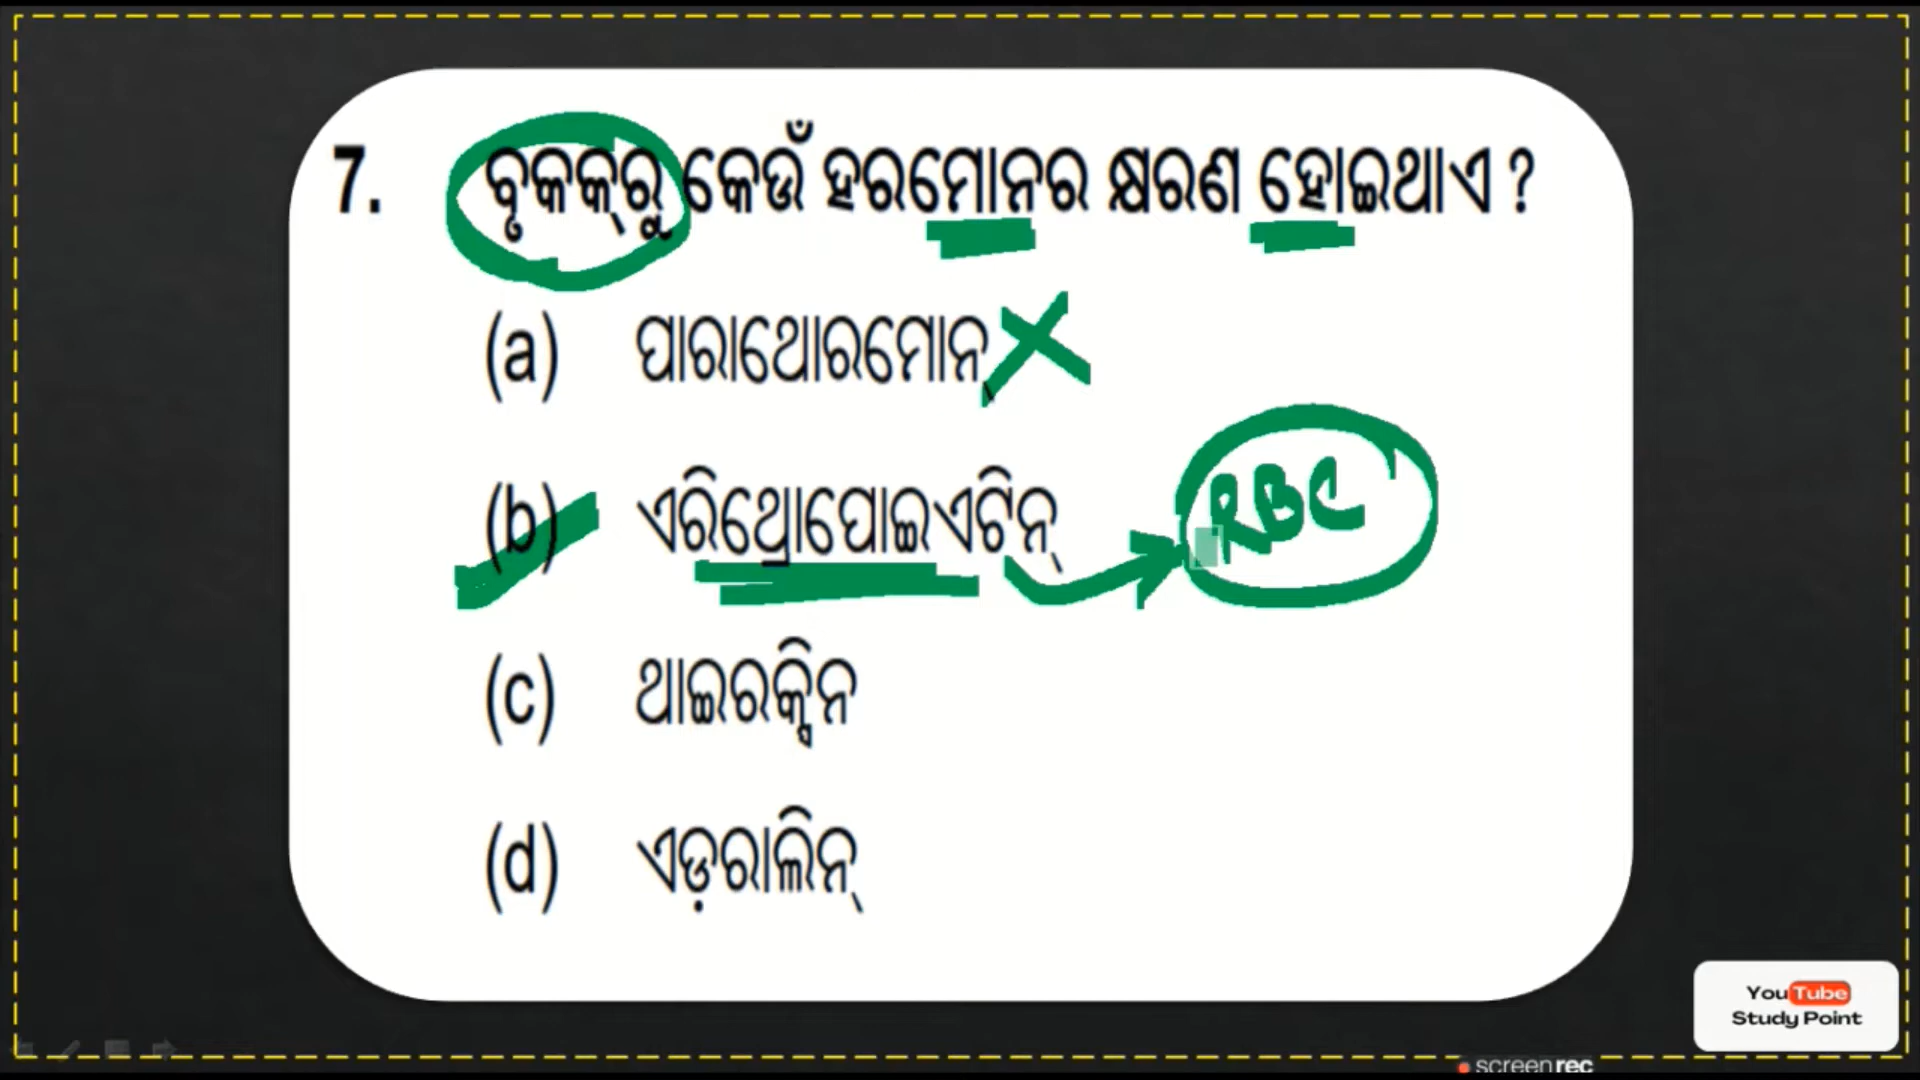 7. ବୃକକ୍‌ରୁ କେଉଁ ହରମୋନର କ୍ଷରଣ ହୋଇଥାଏ ?
(a) ପାରାଥୋରମୋନ୍
(b) ଏରିଥ୍ରୋପୋଇଏଟିନ୍ RBC
(c) ଥାଇରକ୍ସିନ
(d) ଏଡ଼ରାଲିନ୍
YouTube
Study Point
screenrec